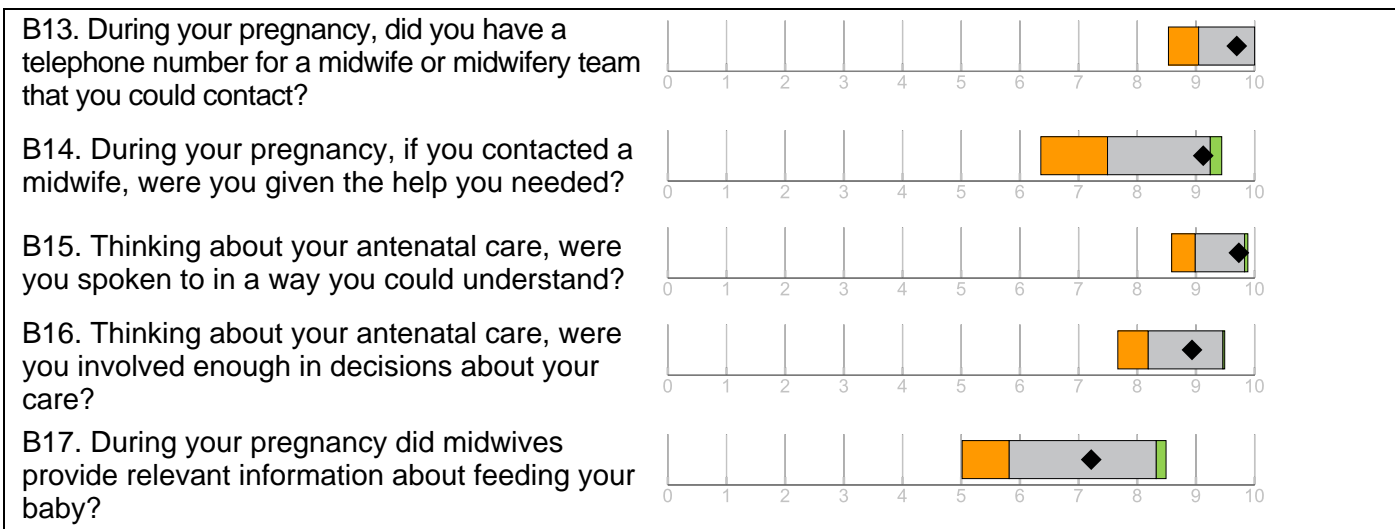 B13. During your pregnancy, did you have a
telephone number for a midwife or midwifery team
that you could contact?
0 1 2 3 4 5 6 7 8 9 10
B14. During your pregnancy, if you contacted a
midwife, were you given the help you needed?
0 1 2 3 4 5 6 7 8 9 10
B15. Thinking about your antenatal care, were
you spoken to in a way you could understand?
0 1 2 3 4 5 6 7 8 9 10
B16. Thinking about your antenatal care, were
you involved enough in decisions about your
care?
0 1 2 3 4 5 6 7 8 9 10
B17. During your pregnancy did midwives
provide relevant information about feeding your
baby?
0 1 2 3 4 5 6 7 8 9 10